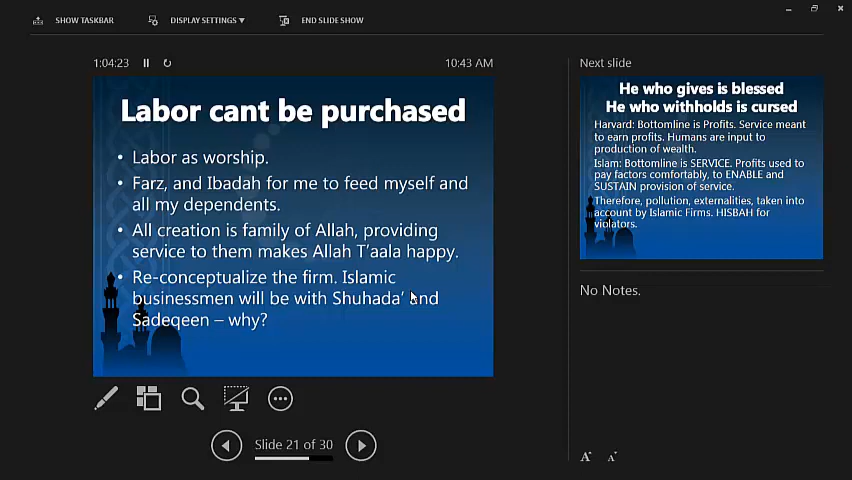 SHOW TASKBAR
DISPLAY SETTINGS ▾
END SLIDE SHOW
1:04:23
10:43 AM
Labor cant be purchased
• Labor as worship.
• Farz, and Ibadah for me to feed myself and
all my dependents.
• All creation is family of Allah, providing
service to them makes Allah T’aala happy.
• Re-conceptualize the firm. Islamic
businessmen will be with Shuhada’ and
Sadeqeen – why?
Slide 21 of 30
Next slide
He who gives is blessed
He who withholds is cursed
Harvard: Bottomline is Profits. Service meant
to earn profits. Humans are input to
production of wealth.
Islam: Bottomline is SERVICE. Profits used to
pay factors comfortably, to ENABLE and
SUSTAIN provision of service.
Therefore, pollution, externalities, taken into
account by Islamic Firms. HISBAH for
violators.
No Notes.
A A